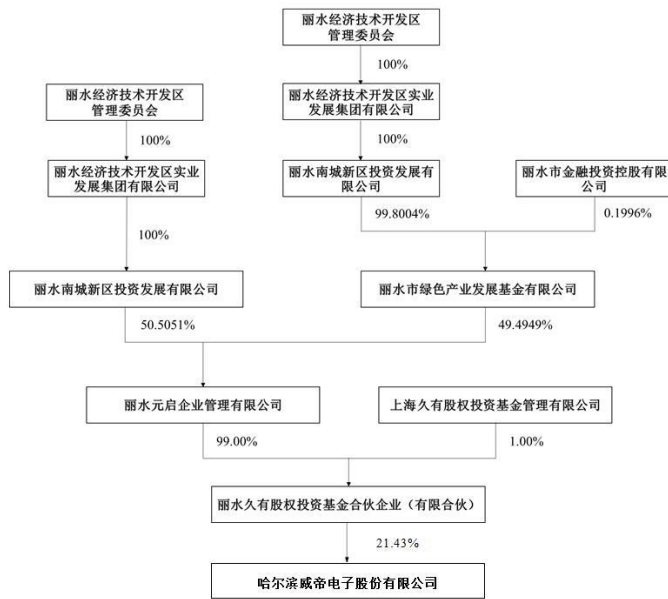 丽水经济技术开发区
管理委员会
100%
丽水经济技术开发区
管理委员会
丽水经济技术开发区实业
发展集团有限公司
100%
100%
丽水经济技术开发区实业
发展集团有限公司
丽水南城新区投资发展有
限公司
丽水市金融投资控股有限
公司
99.8004%
0.1996%
100%
丽水南城新区投资发展有限公司
丽水市绿色产业发展基金有限公司
50.5051%
49.4949%
丽水元启企业管理有限公司
上海久有股权投资基金管理有限公司
99.00%
1.00%
丽水久有股权投资基金合伙企业（有限合伙）
21.43%
哈尔滨威帝电子股份有限公司